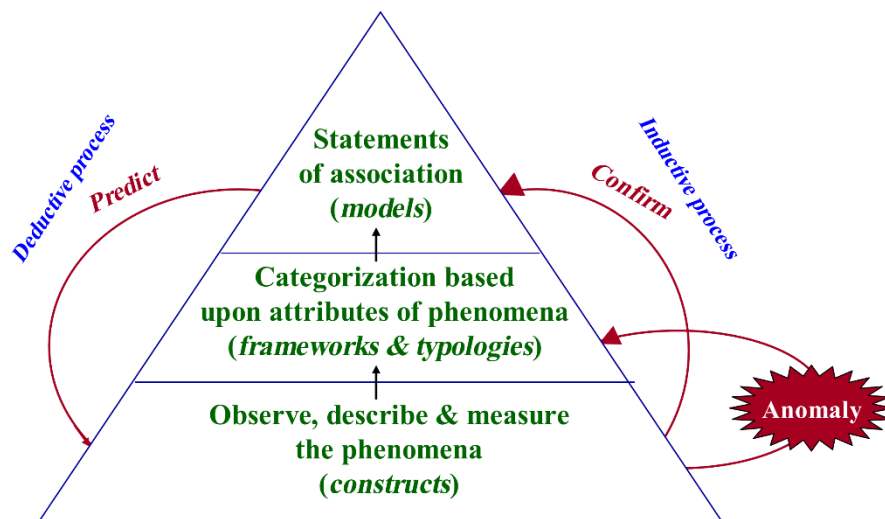 Statements
of association
(models)
Categorization based
upon attributes of phenomena
(frameworks & typologies)
Observe, describe & measure
the phenomena
(constructs)
Deductive process
Predict
Inductive process
Confirm
Anomaly